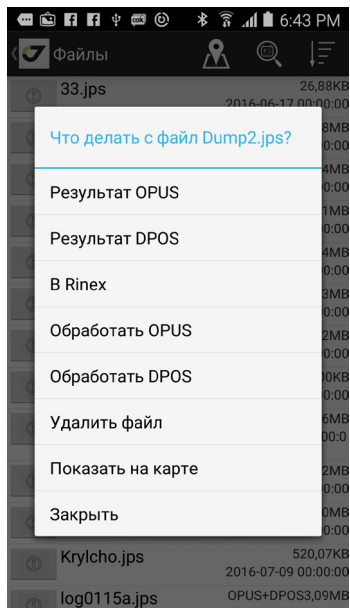 6:43 PM
Файлы
33.jps
26,88KB
2016-06-17 00:00:00
Что делать с файл Dump2.jps?
Результат OPUS
Результат DPOS
В Rinex
Обработать OPUS
Обработать DPOS
Удалить файл
Показать на карте
Закрыть
Krylcho.jps
520,07KB
2016-07-09 00:00:00
log0115a.jps
OPUS+DPOS3,09MB